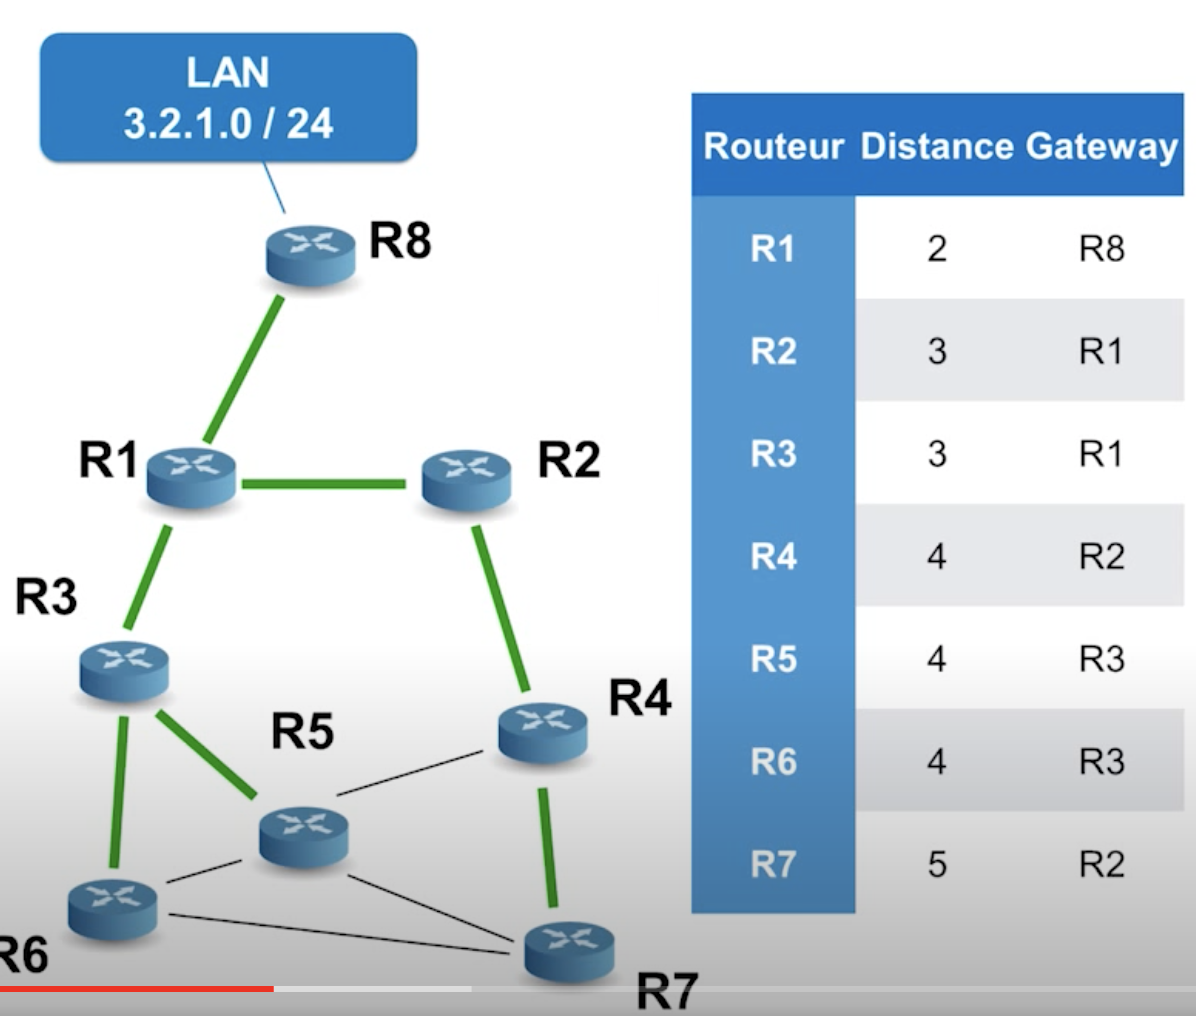 LAN
3.2.1.0 / 24
R8
R1
R2
R3
R4
R5
R6
R7
Routeur Distance Gateway
R1 2 R8
R2 3 R1
R3 3 R1
R4 4 R2
R5 4 R3
R6 4 R3
R7 5 R2